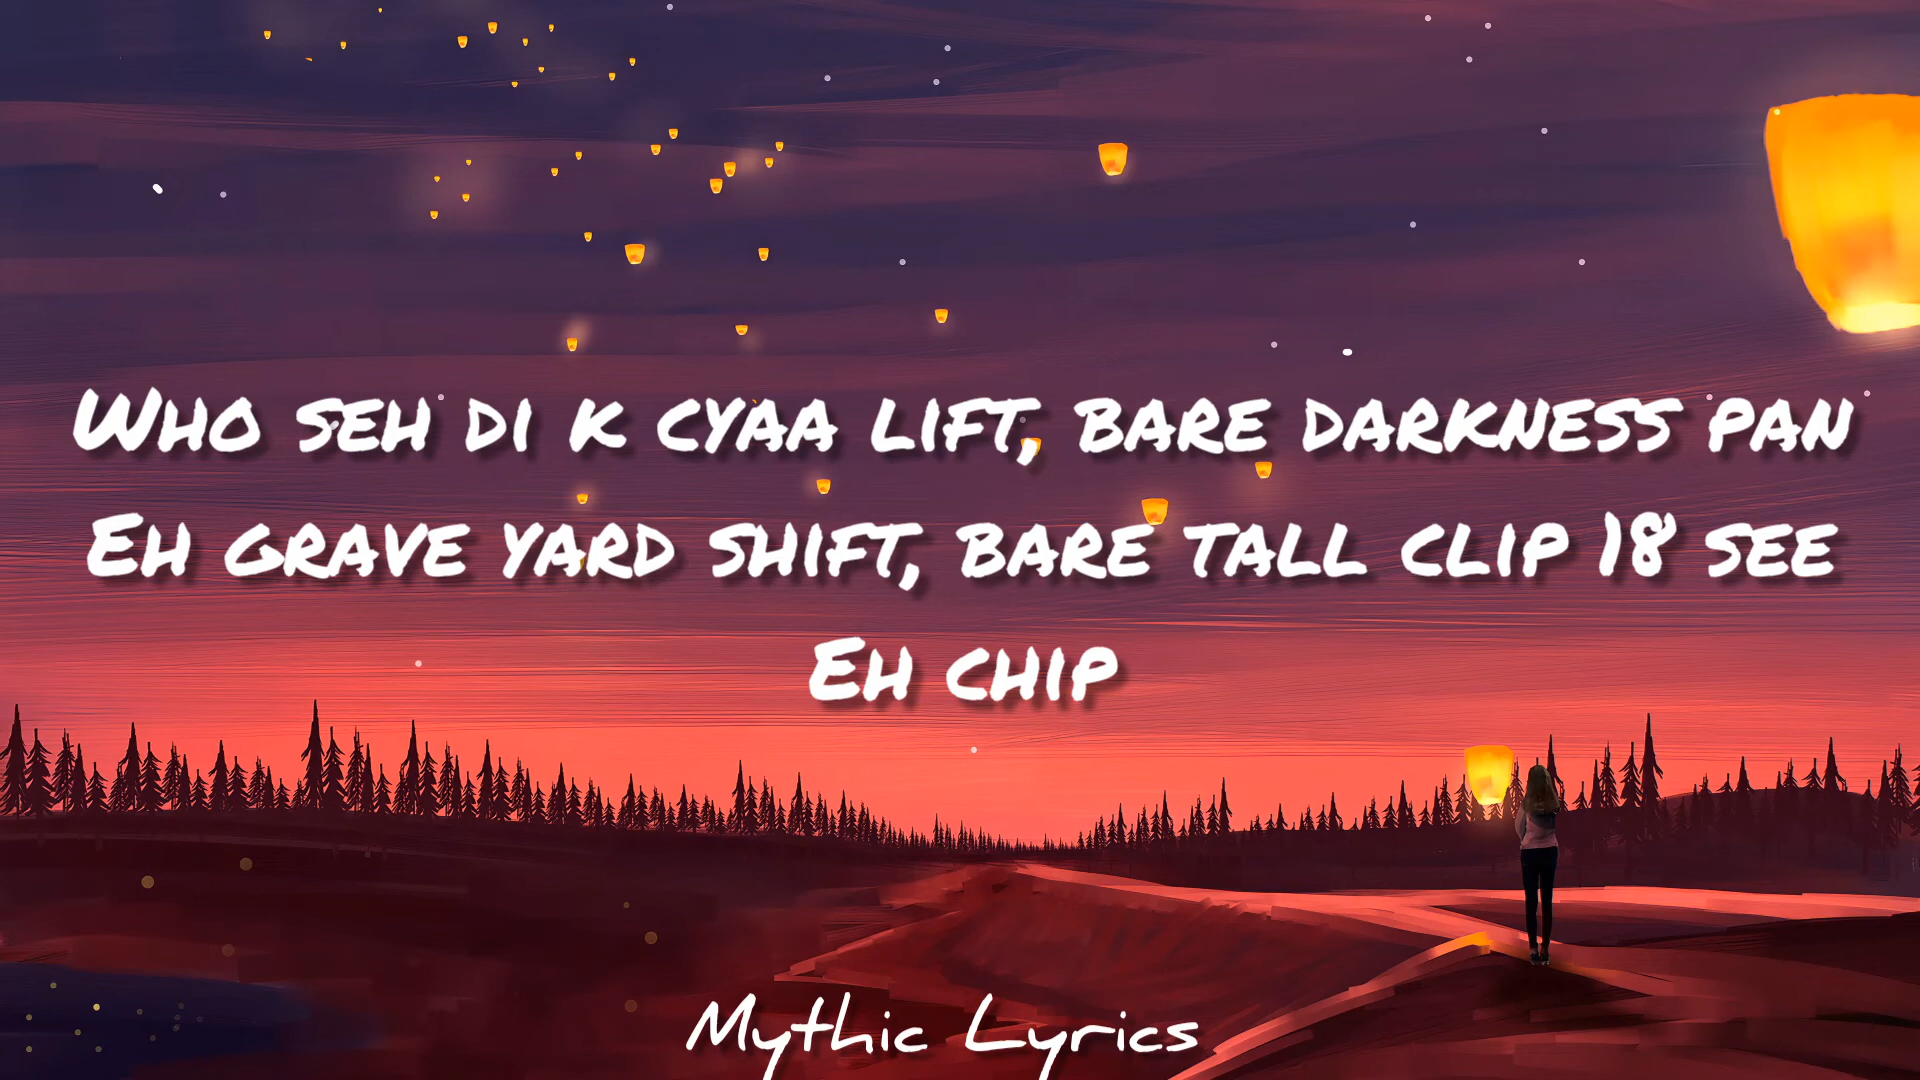 Who seh di k cyaa lift, bare darkness pan
Eh grave yard shift, bare tall clip 18 see
Eh chip
Mythic Lyrics